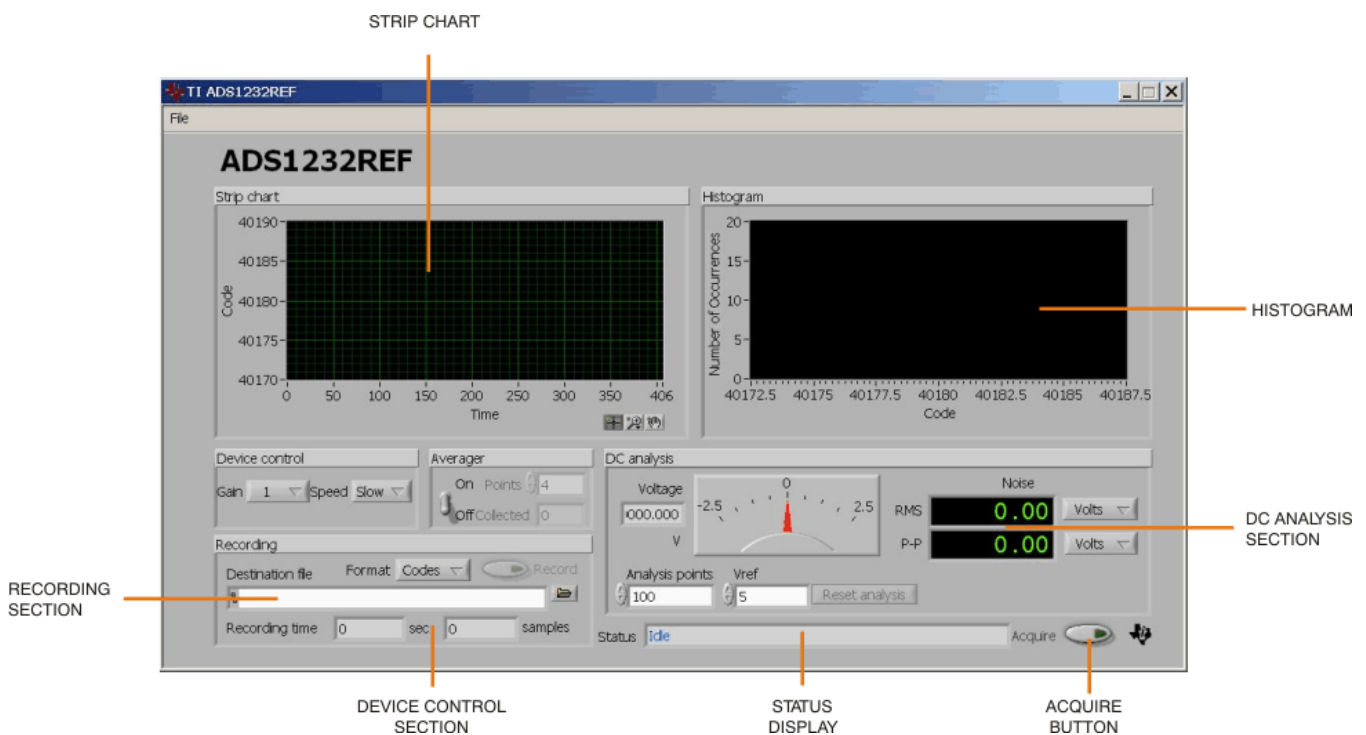 STRIP CHART
TI ADS1232REF
File
ADS1232REF
Strip chart
40190
40185
40180
40175
40170
Code
0 50 100 150 200 250 300 350 406
Time
Histogram
20
15
10
5
0
Number of Occurrences
40172.5 40175 40177.5 40180 40182.5 40185 40187.5
Code
HISTOGRAM
Device control
Gain 1 Speed Slow
Averager
On Points 4
Off Collected 0
DC analysis
Voltage
000.000
V
-2.5 0 2.5
Noise
RMS 0.00 Volts
P-P 0.00 Volts
Analysis points Vref
100 5 Reset analysis
DC ANALYSIS
SECTION
Recording
Destination file Format Codes Record
Recording time 0 sec 0 samples
RECORDING
SECTION
Status Idle Acquire
DEVICE CONTROL
SECTION
STATUS
DISPLAY
ACQUIRE
BUTTON